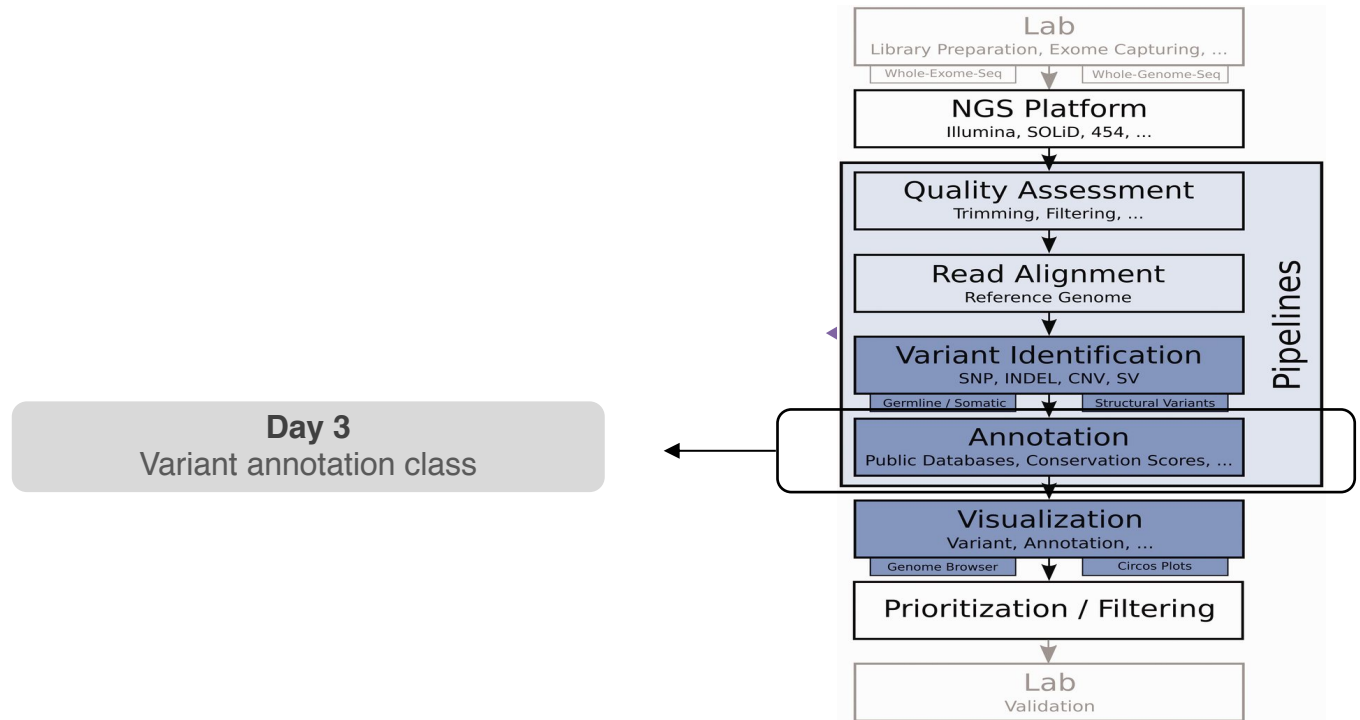 Lab
Library Preparation, Exome Capturing, ...
Whole-Exome-Seq
Whole-Genome-Seq
NGS Platform
Illumina, SOLiD, 454, ...
Quality Assessment
Trimming, Filtering, ...
Read Alignment
Reference Genome
Variant Identification
SNP, INDEL, CNV, SV
Germline / Somatic
Structural Variants
Annotation
Public Databases, Conservation Scores, ...
Visualization
Variant, Annotation, ...
Genome Browser
Circos Plots
Prioritization / Filtering
Lab
Validation
Pipelines
Day 3
Variant annotation class